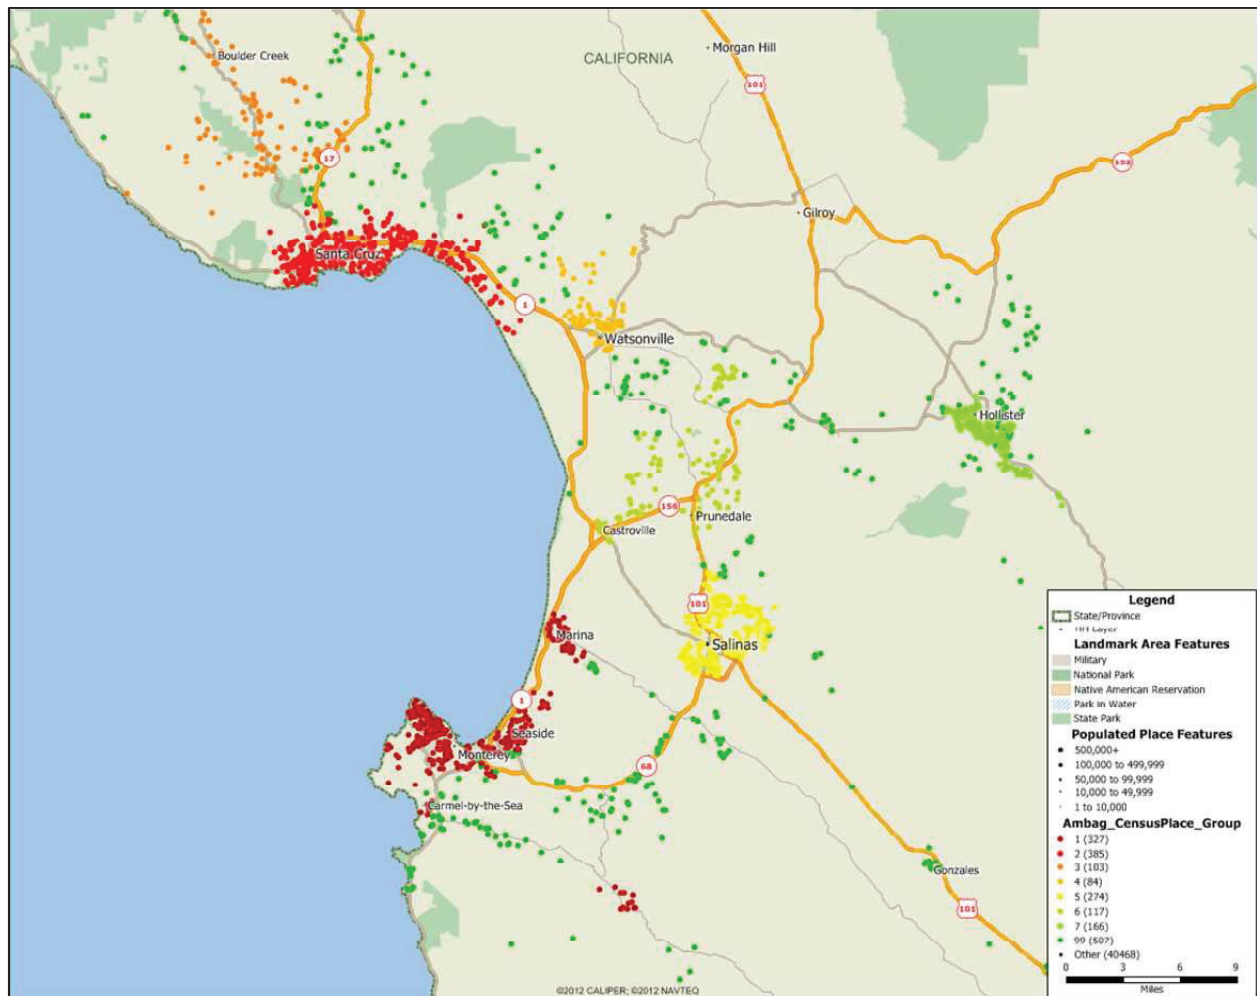 Boulder Creek
CALIFORNIA
Morgan Hill
101
17
152
Gilroy
Santa Cruz
1
Watsonville
Hollister
156
Prunedale
Castroville
101
Marina
Salinas
1
Seaside
Monterey
68
Carmel-by-the-Sea
Gonzales
101
©2012 CALIPER; ©2012 NAVTEQ
Legend
State/Province
HH Layer
Landmark Area Features
Military
National Park
Native American Reservation
Park in Water
State Park
Populated Place Features
500,000+
100,000 to 499,999
50,000 to 99,999
10,000 to 49,999
1 to 10,000
Ambag_CensusPlace_Group
1 (327)
2 (385)
3 (103)
4 (84)
5 (274)
6 (117)
7 (166)
99 (507)
Other (40468)
0 3 6 9
Miles